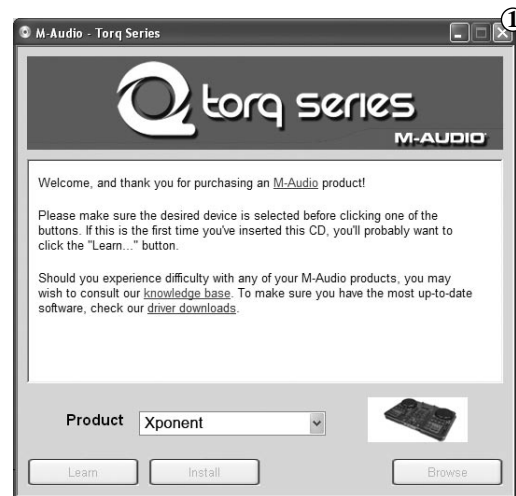 ①
M-Audio - Torq Series
torq series
M-AUDIO
Welcome, and thank you for purchasing an M-Audio product!
Please make sure the desired device is selected before clicking one of the
buttons. If this is the first time you've inserted this CD, you'll probably want to
click the "Learn..." button.
Should you experience difficulty with any of your M-Audio products, you may
wish to consult our knowledge base. To make sure you have the most up-to-date
software, check our driver downloads.
Product Xponent
Learn Install Browse